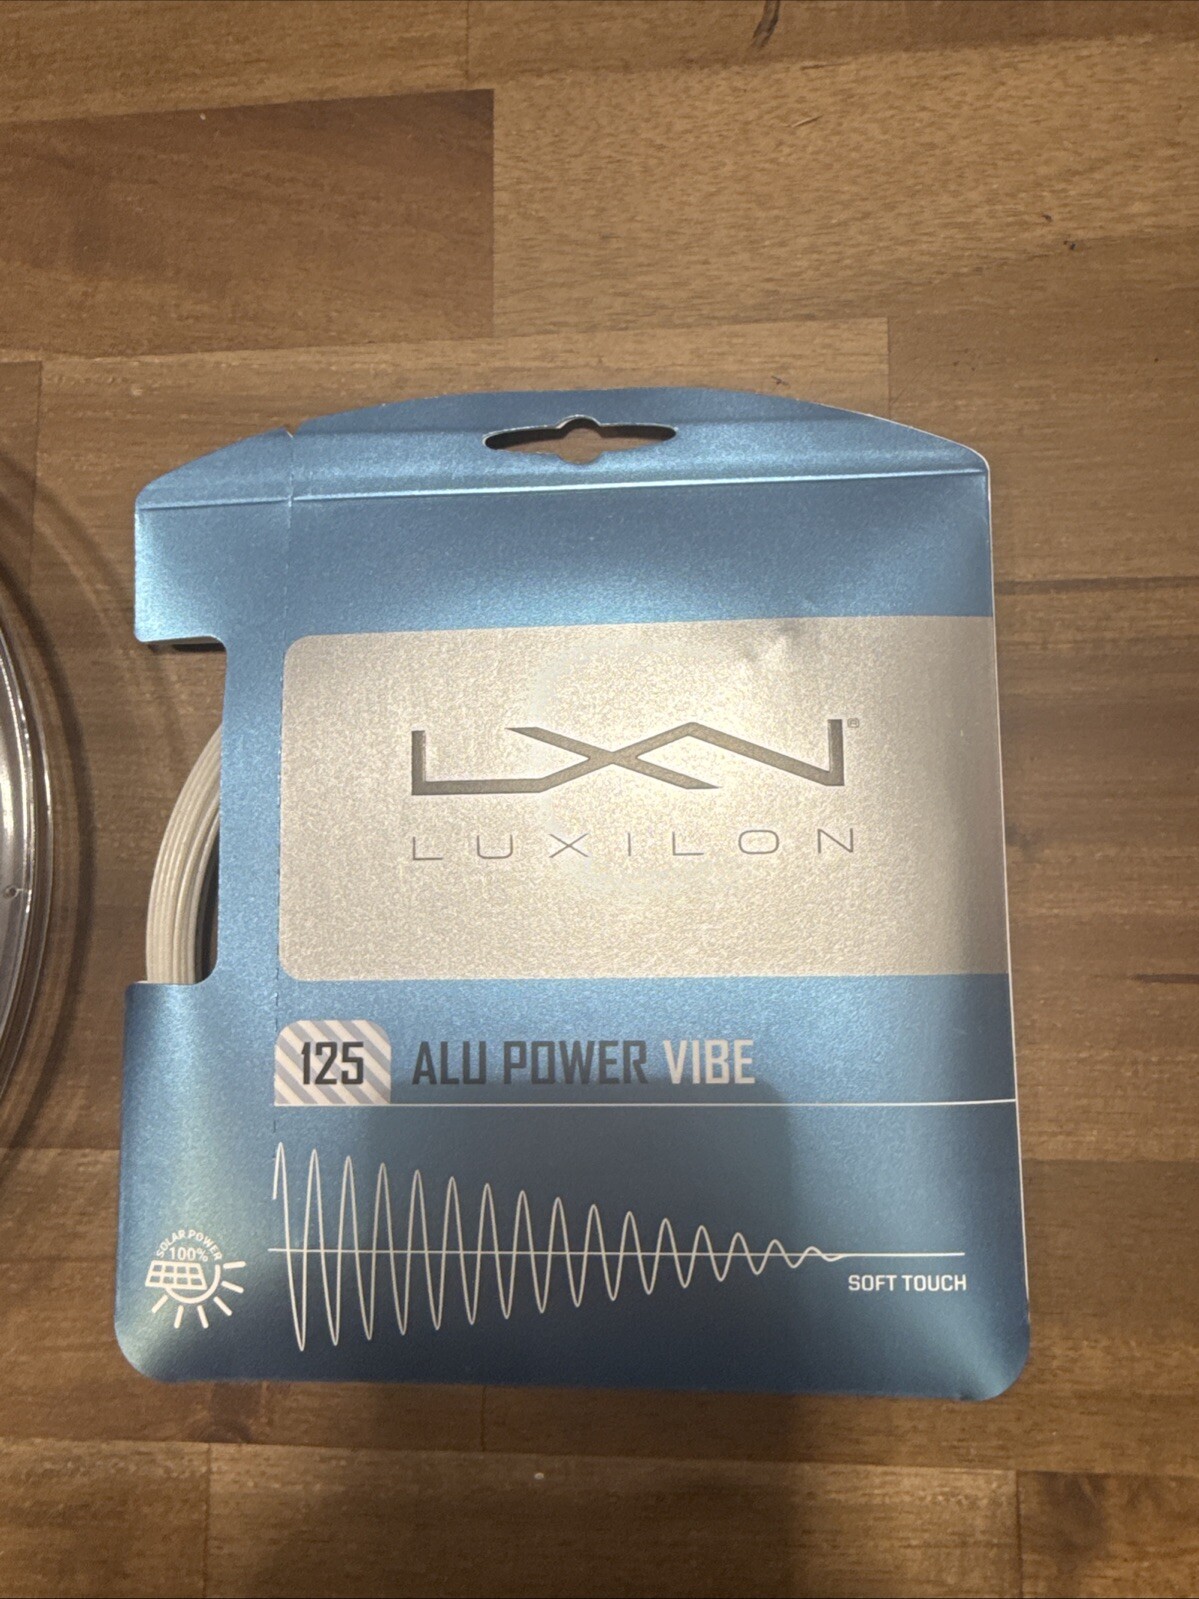 LXN®
LUXILON
125 ALU POWER VIBE
SOLAR POWER
100%
SOFT TOUCH